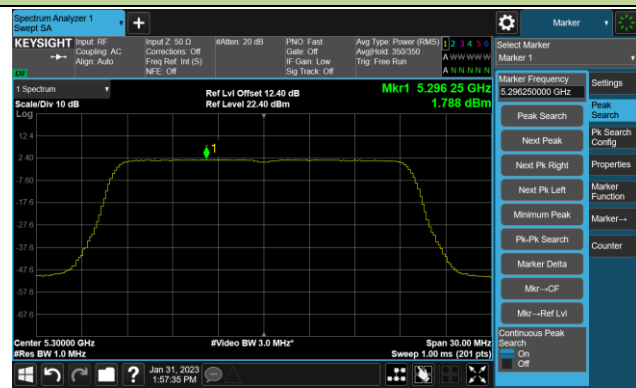 Spectrum Analyzer 1
Swept SA
Marker
KEYSIGHT
Input: RF
Coupling: AC
Align: Auto
Input Z: 50 Ω
Corrections: Off
Freq Ref: Int (S)
NFE: Off
#Atten: 20 dB
PNO: Fast
Gate: Off
IF Gain: Low
Sig Track: Off
Avg Type: Power (RMS)
Avg|Hold: 350/350
Trig: Free Run
1 2 3 4 5 6
A W W W W W
A N N N N N
Select Marker
Marker 1
1 Spectrum
Ref Lvl Offset 12.40 dB
Mkr1 5.296 25 GHz
Scale/Div 10 dB
Ref Level 22.40 dBm
1.788 dBm
Log
12.4
2.40
-7.60
-17.6
-27.6
-37.6
-47.6
-57.6
-67.6
1
Center 5.30000 GHz
#Video BW 3.0 MHz*
Span 30.00 MHz
#Res BW 1.0 MHz
Sweep 1.00 ms (201 pts)
Marker Frequency
5.296250000 GHz
Peak Search
Next Peak
Next Pk Right
Next Pk Left
Minimum Peak
Pk-Pk Search
Marker Delta
Mkr→CF
Mkr→Ref Lvl
Continuous Peak
Search
On
Off
Settings
Peak
Search
Pk Search
Config
Properties
Marker
Function
Marker→
Counter
Jan 31, 2023
1:57:35 PM